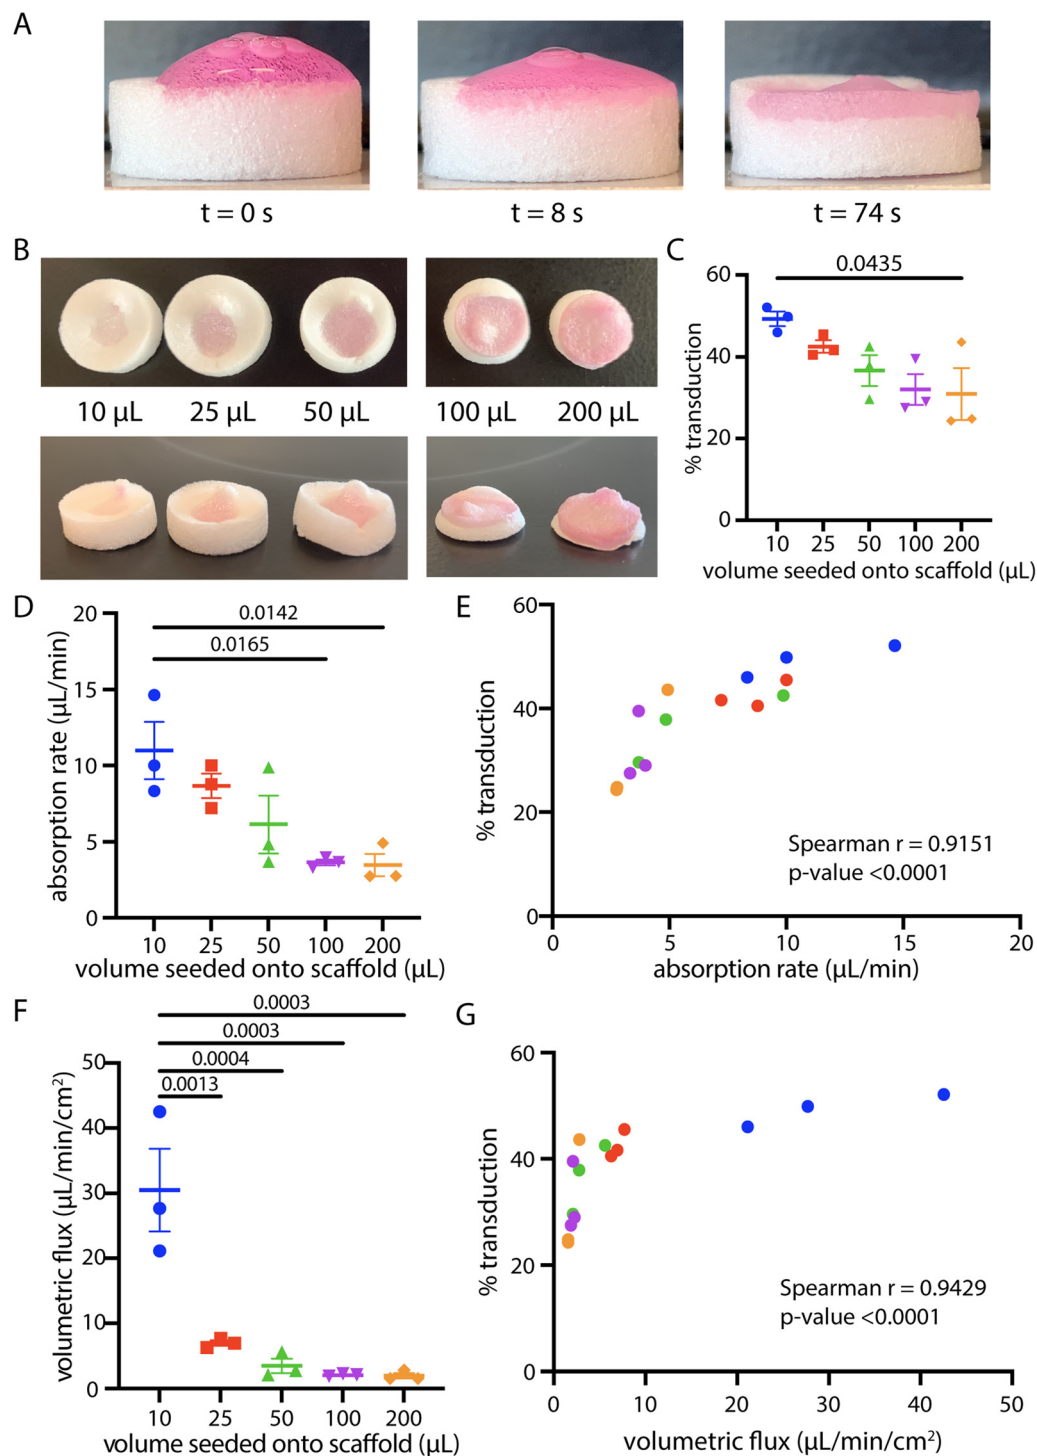 A
t = 0 s
t = 8 s
t = 74 s
B
10 µL
25 µL
50 µL
100 µL
200 µL
C
0.0435
60
40
20
0
% transduction
10
25
50
100
200
volume seeded onto scaffold (µL)
D
0.0142
0.0165
20
15
10
5
0
absorption rate (µL/min)
10
25
50
100
200
volume seeded onto scaffold (µL)
E
60
40
20
0
% transduction
Spearman r = 0.9151
p-value <0.0001
0
5
10
15
20
absorption rate (µL/min)
F
0.0003
0.0003
0.0004
0.0013
50
40
30
20
10
0
volumetric flux (µL/min/cm²)
10
25
50
100
200
volume seeded onto scaffold (µL)
G
60
40
20
0
% transduction
Spearman r = 0.9429
p-value <0.0001
0
10
20
30
40
50
volumetric flux (µL/min/cm²)